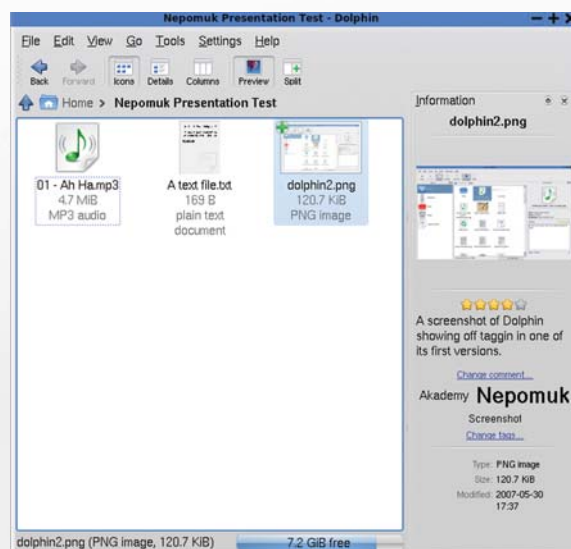 Nepomuk Presentation Test - Dolphin
File Edit View Go Tools Settings Help
Back Forward Icons Details Columns Preview Split
Home > Nepomuk Presentation Test
01 - Ah Ha.mp3
4.7 MiB
MP3 audio
A text file.txt
169 B
plain text
document
dolphin2.png
120.7 KiB
PNG image
Information
dolphin2.png
A screenshot of Dolphin
showing off taggin in one of
its first versions.
Change comment...
Akademy Nepomuk
Screenshot
Change tags...
Type: PNG image
Size: 120.7 KiB
Modified: 2007-05-30
17:37
dolphin2.png (PNG image, 120.7 KiB)
7.2 GiB free